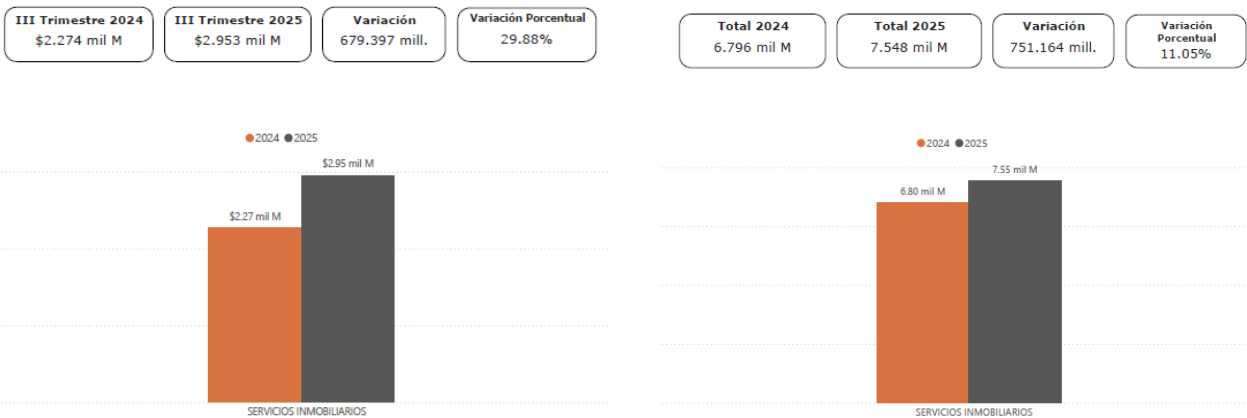 III Trimestre 2024
$2.274 mil M
III Trimestre 2025
$2.953 mil M
Variación
679.397 mill.
Variación Porcentual
29.88%
2024 2025
$2.95 mil M
$2.27 mil M
SERVICIOS INMOBILIARIOS
Total 2024
6.796 mil M
Total 2025
7.548 mil M
Variación
751.164 mill.
Variación
Porcentual
11.05%
2024 2025
7.55 mil M
6.80 mil M
SERVICIOS INMOBILIARIOS